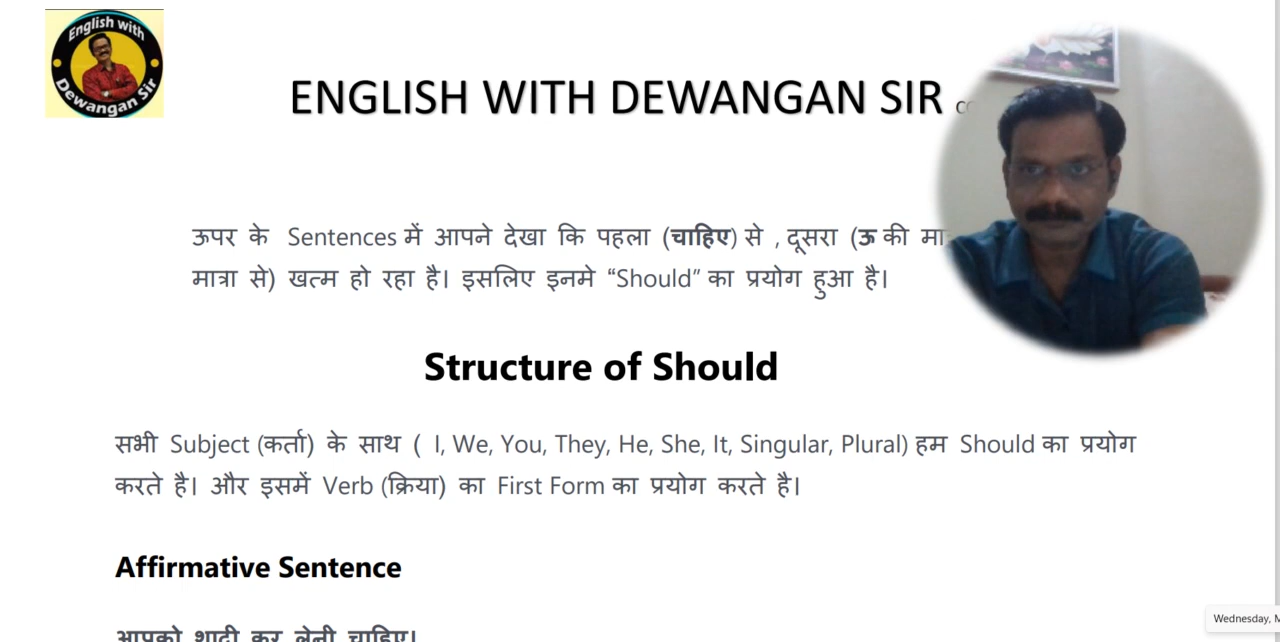 English with
Dewangan Sir
ENGLISH WITH DEWANGAN SIR
ऊपर के Sentences में आपने देखा कि पहला (चाहिए) से , दूसरा (ऊ की
मात्रा से) खत्म हो रहा है। इसलिए इनमे “Should” का प्रयोग हुआ है।
Structure of Should
सभी Subject (कर्ता) के साथ ( I, We, You, They, He, She, It, Singular, Plural) हम Should का प्रयोग
करते है। और इसमें Verb (क्रिया) का First Form का प्रयोग करते है।
Affirmative Sentence
आपको शादी कर लेनी चाहिए।
Wednesday,